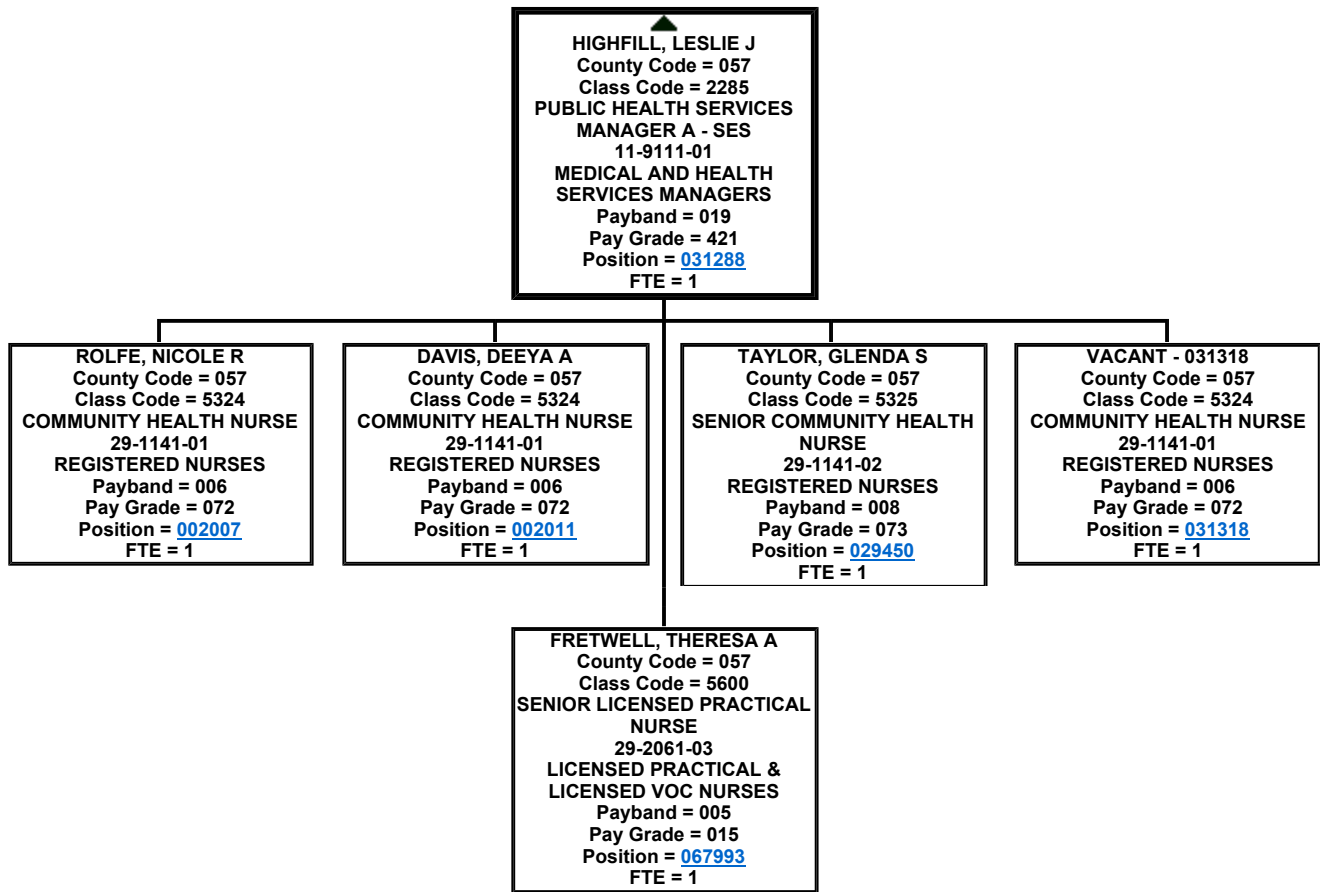 HIGHFILL, LESLIE J
County Code = 057
Class Code = 2285
PUBLIC HEALTH SERVICES
MANAGER A - SES
11-9111-01
MEDICAL AND HEALTH
SERVICES MANAGERS
Payband = 019
Pay Grade = 421
Position = 031288
FTE = 1
ROLFE, NICOLE R
County Code = 057
Class Code = 5324
COMMUNITY HEALTH NURSE
29-1141-01
REGISTERED NURSES
Payband = 006
Pay Grade = 072
Position = 002007
FTE = 1
DAVIS, DEEYA A
County Code = 057
Class Code = 5324
COMMUNITY HEALTH NURSE
29-1141-01
REGISTERED NURSES
Payband = 006
Pay Grade = 072
Position = 002011
FTE = 1
TAYLOR, GLENDA S
County Code = 057
Class Code = 5325
SENIOR COMMUNITY HEALTH
NURSE
29-1141-02
REGISTERED NURSES
Payband = 008
Pay Grade = 073
Position = 029450
FTE = 1
VACANT - 031318
County Code = 057
Class Code = 5324
COMMUNITY HEALTH NURSE
29-1141-01
REGISTERED NURSES
Payband = 006
Pay Grade = 072
Position = 031318
FTE = 1
FRETWELL, THERESA A
County Code = 057
Class Code = 5600
SENIOR LICENSED PRACTICAL
NURSE
29-2061-03
LICENSED PRACTICAL &
LICENSED VOC NURSES
Payband = 005
Pay Grade = 015
Position = 067993
FTE = 1